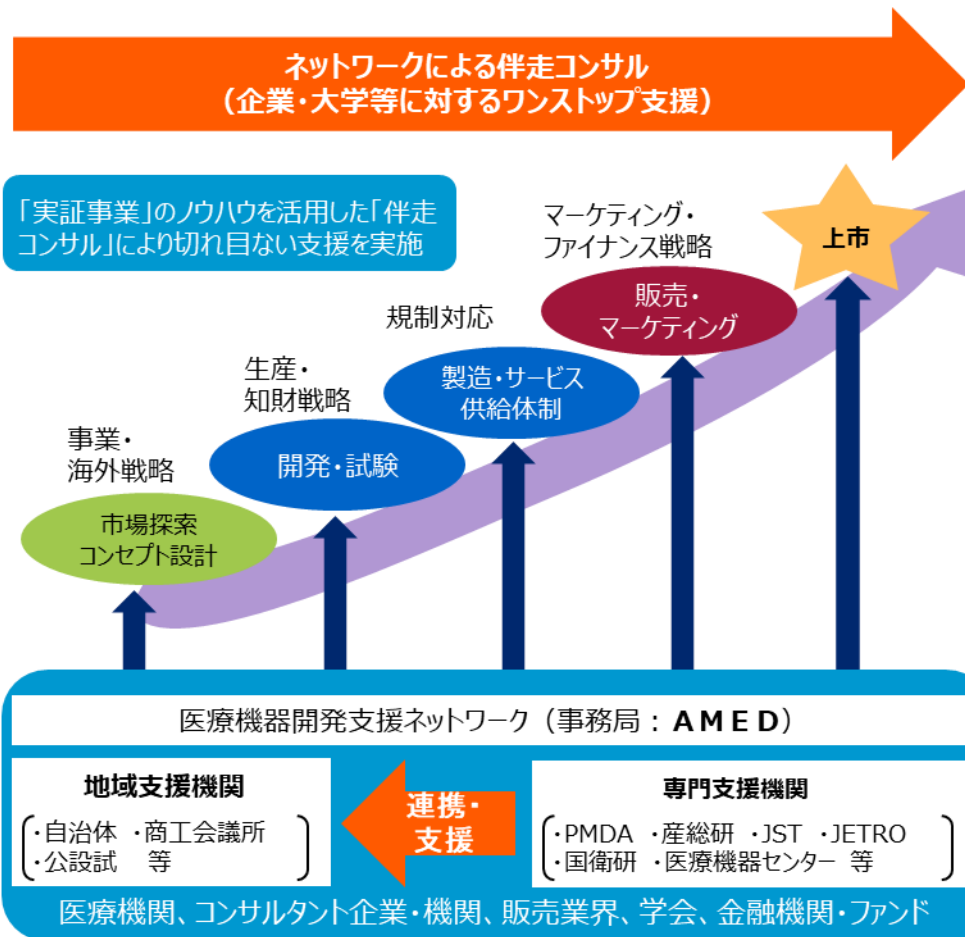 ネットワークによる伴走コンサル
（企業・大学等に対するワンストップ支援）
「実証事業」のノウハウを活用した「伴走
コンサル」により切れ目ない支援を実施
マーケティング・
ファイナンス戦略
上市
販売・
マーケティング
規制対応
製造・サービス
供給体制
生産・
知財戦略
開発・試験
事業・
海外戦略
市場探索
コンセプト設計
医療機器開発支援ネットワーク（事務局：ＡＭＥＤ）
地域支援機関
・自治体 ・商工会議所
・公設試 等
連携・
支援
専門支援機関
・PMDA ・産総研 ・JST ・JETRO
・国衛研 ・医療機器センター 等
医療機関、コンサルタント企業・機関、販売業界、学会、金融機関・ファンド